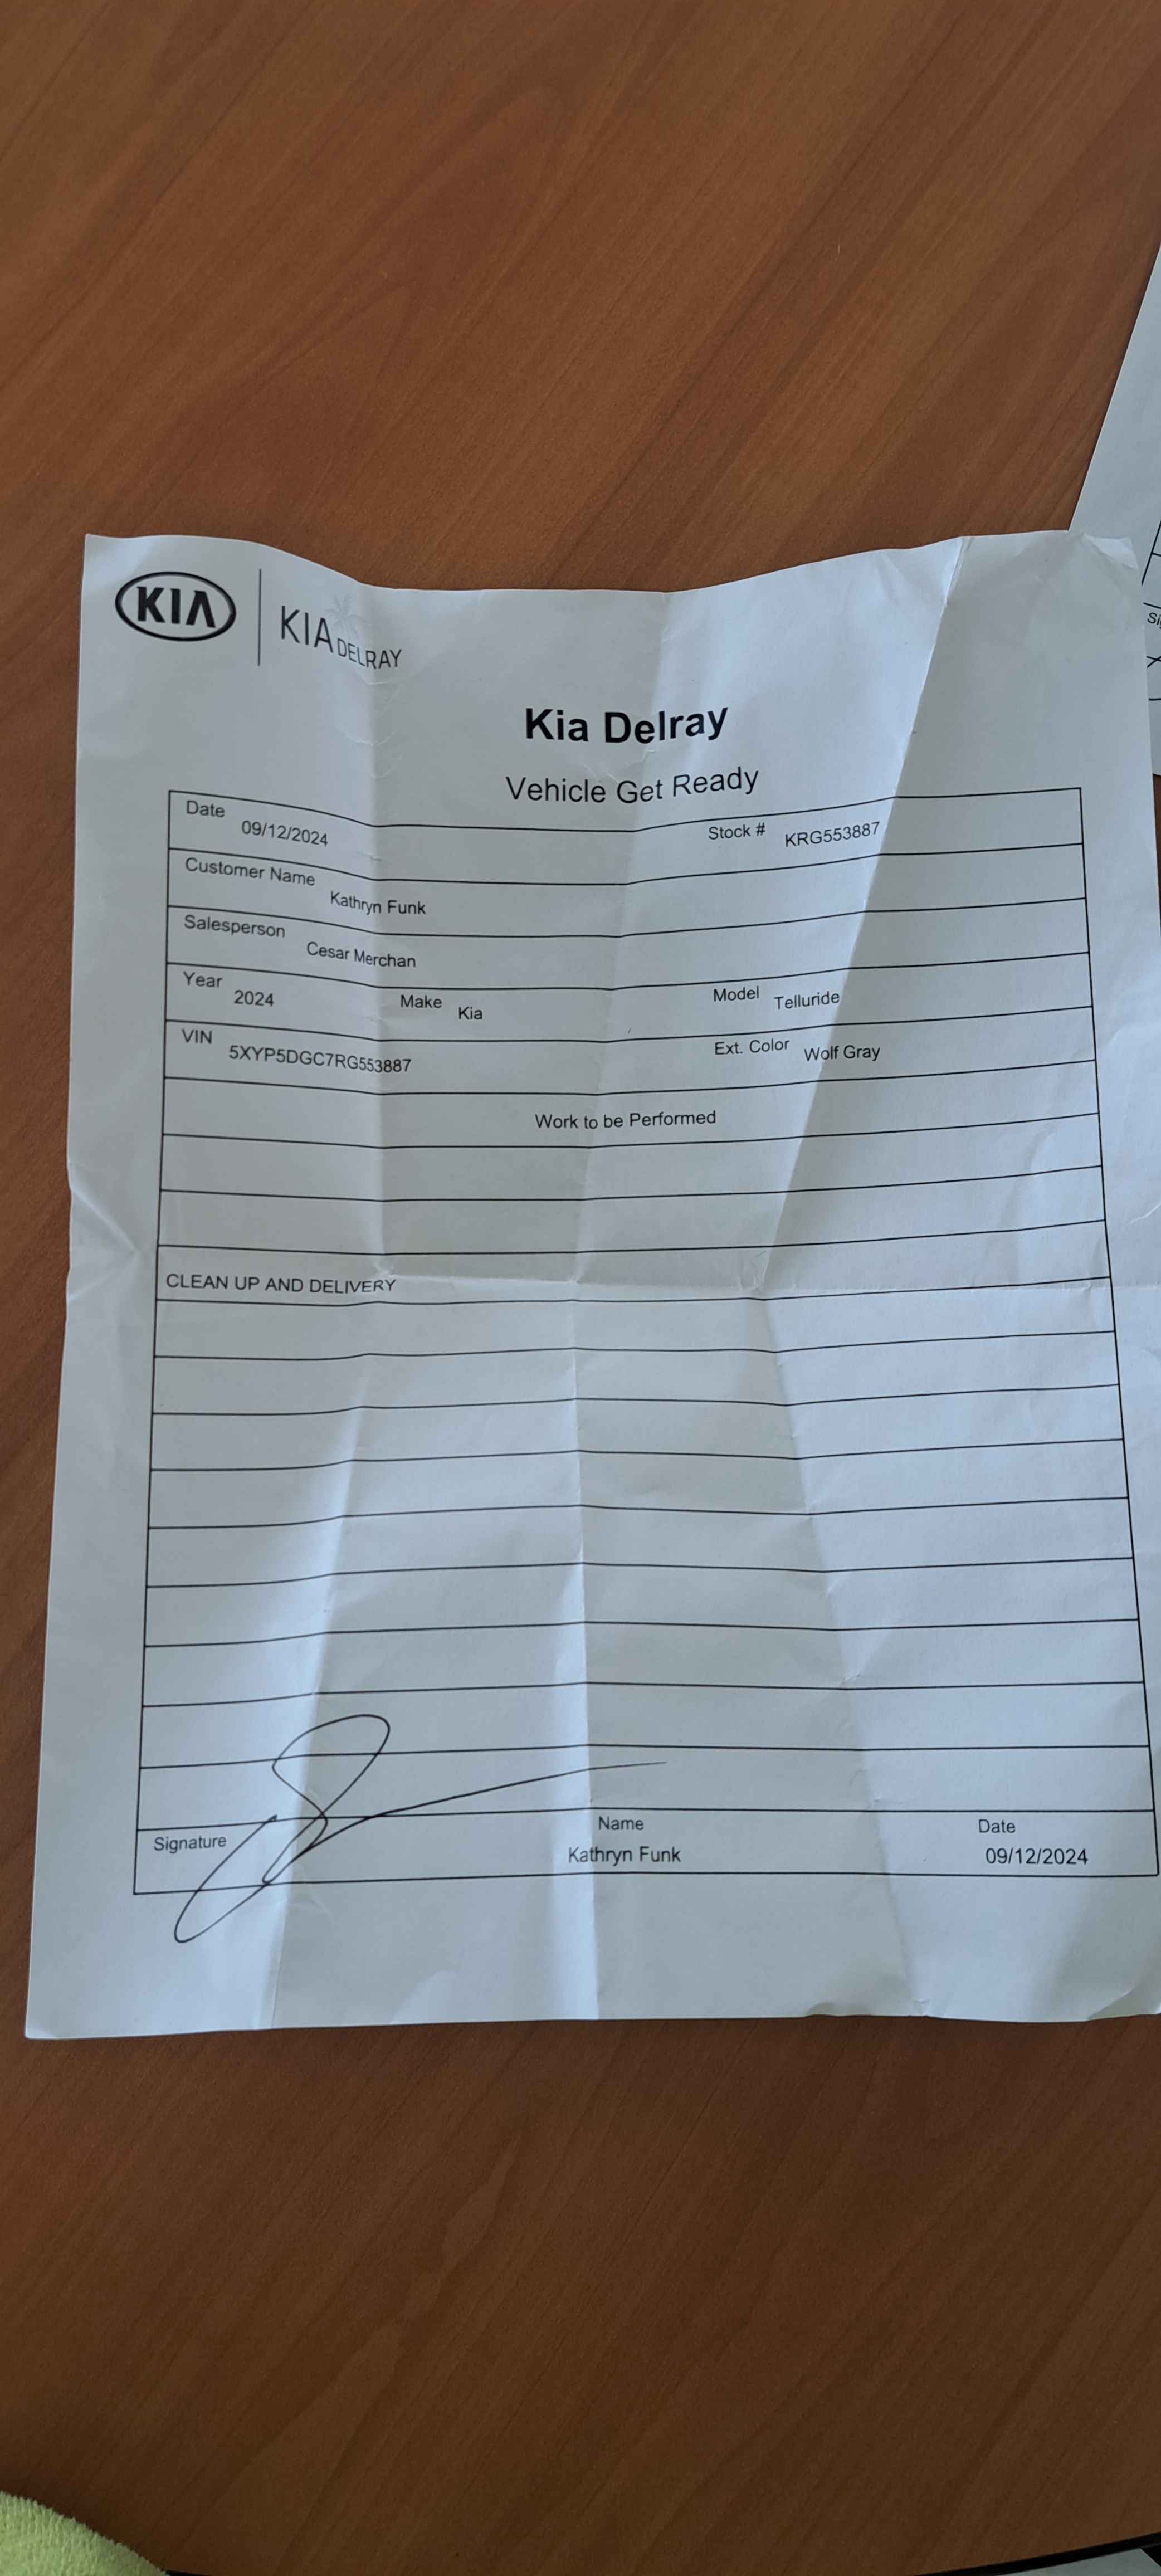 KIA KIA DELRAY
Kia Delray
Vehicle Get Ready
Date 09/12/2024 Stock # KRG553887
Customer Name Kathryn Funk
Salesperson Cesar Merchan
Year 2024 Make Kia Model Telluride
VIN 5XYP5DGC7RG553887 Ext. Color Wolf Gray
Work to be Performed
CLEAN UP AND DELIVERY
Signature Name Date
Kathryn Funk 09/12/2024